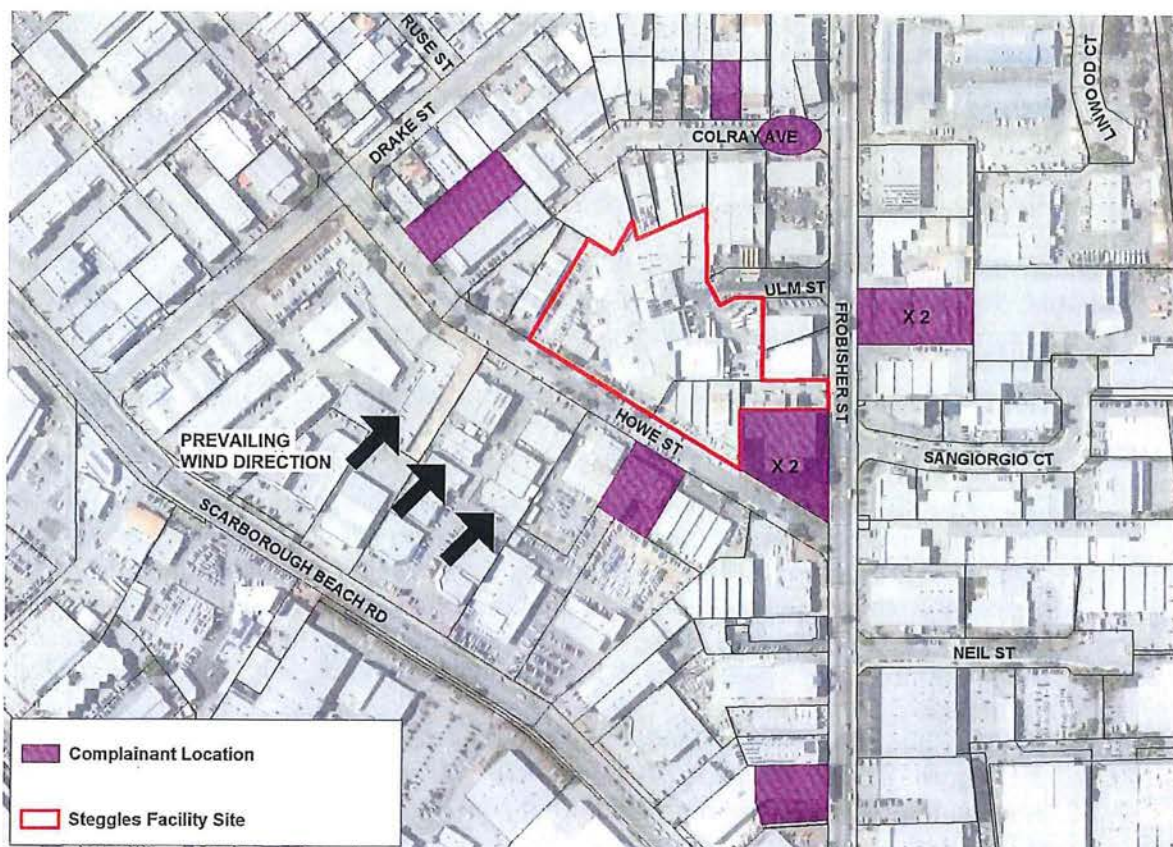 RUSE ST
DRAKE ST
COLRAY AVE
LINWOOD CT
ULM ST
FROBISHER ST
X 2
HOWE ST
X 2
SANGIORGIO CT
PREVAILING
WIND DIRECTION
SCARBOROUGH BEACH RD
NEIL ST
Complainant Location
Steggles Facility Site